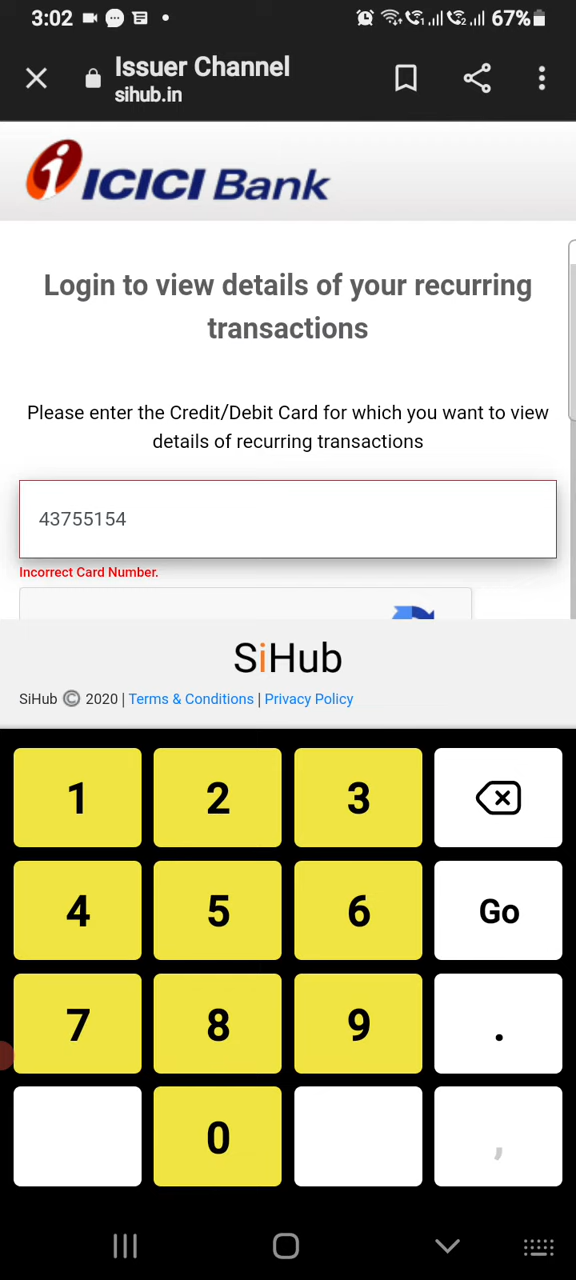 3:02 67%
Issuer Channel
sihub.in
i ICICI Bank
Login to view details of your recurring
transactions
Please enter the Credit/Debit Card for which you want to view
details of recurring transactions
43755154
Incorrect Card Number.
SiHub
SiHub © 2020 | Terms & Conditions | Privacy Policy
1 2 3
4 5 6 Go
7 8 9 .
0 ,